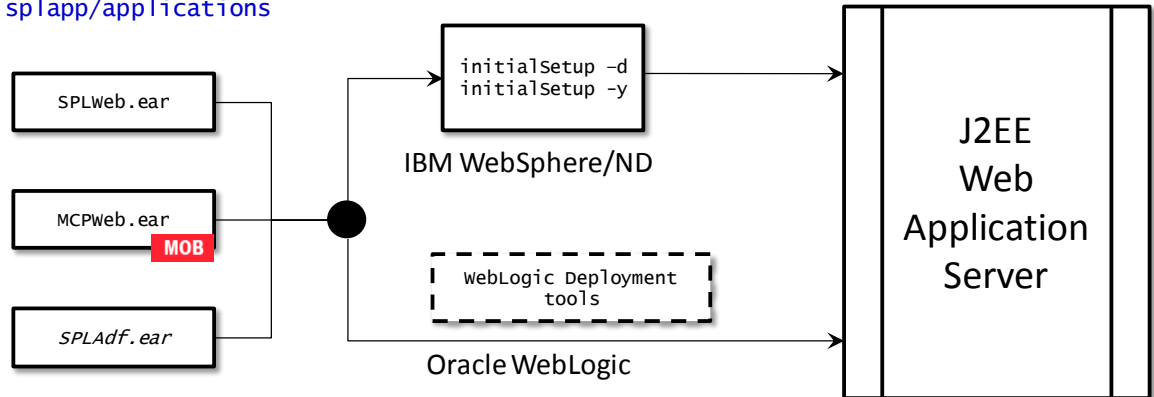 splapp/applications
SPLWeb.ear
MCPWeb.ear
MOB
SPLAdf.ear
initialSetup –d
initialSetup -y
IBM WebSphere/ND
WebLogic Deployment
tools
Oracle WebLogic
J2EE
Web
Application
Server